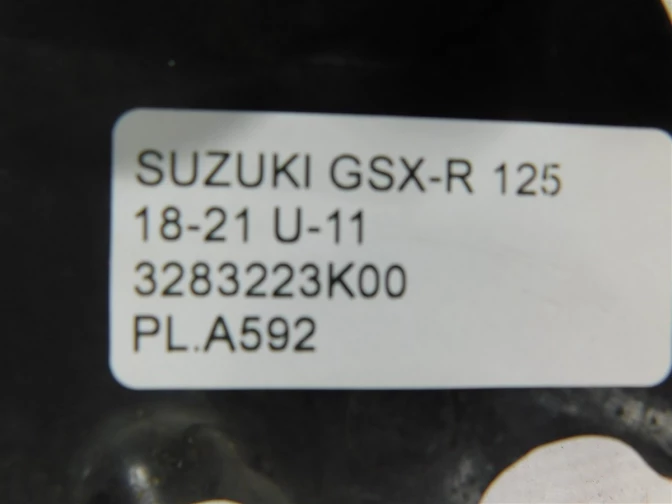 SUZUKI GSX-R 125
18-21 U-11
3283223K00
PL.A592